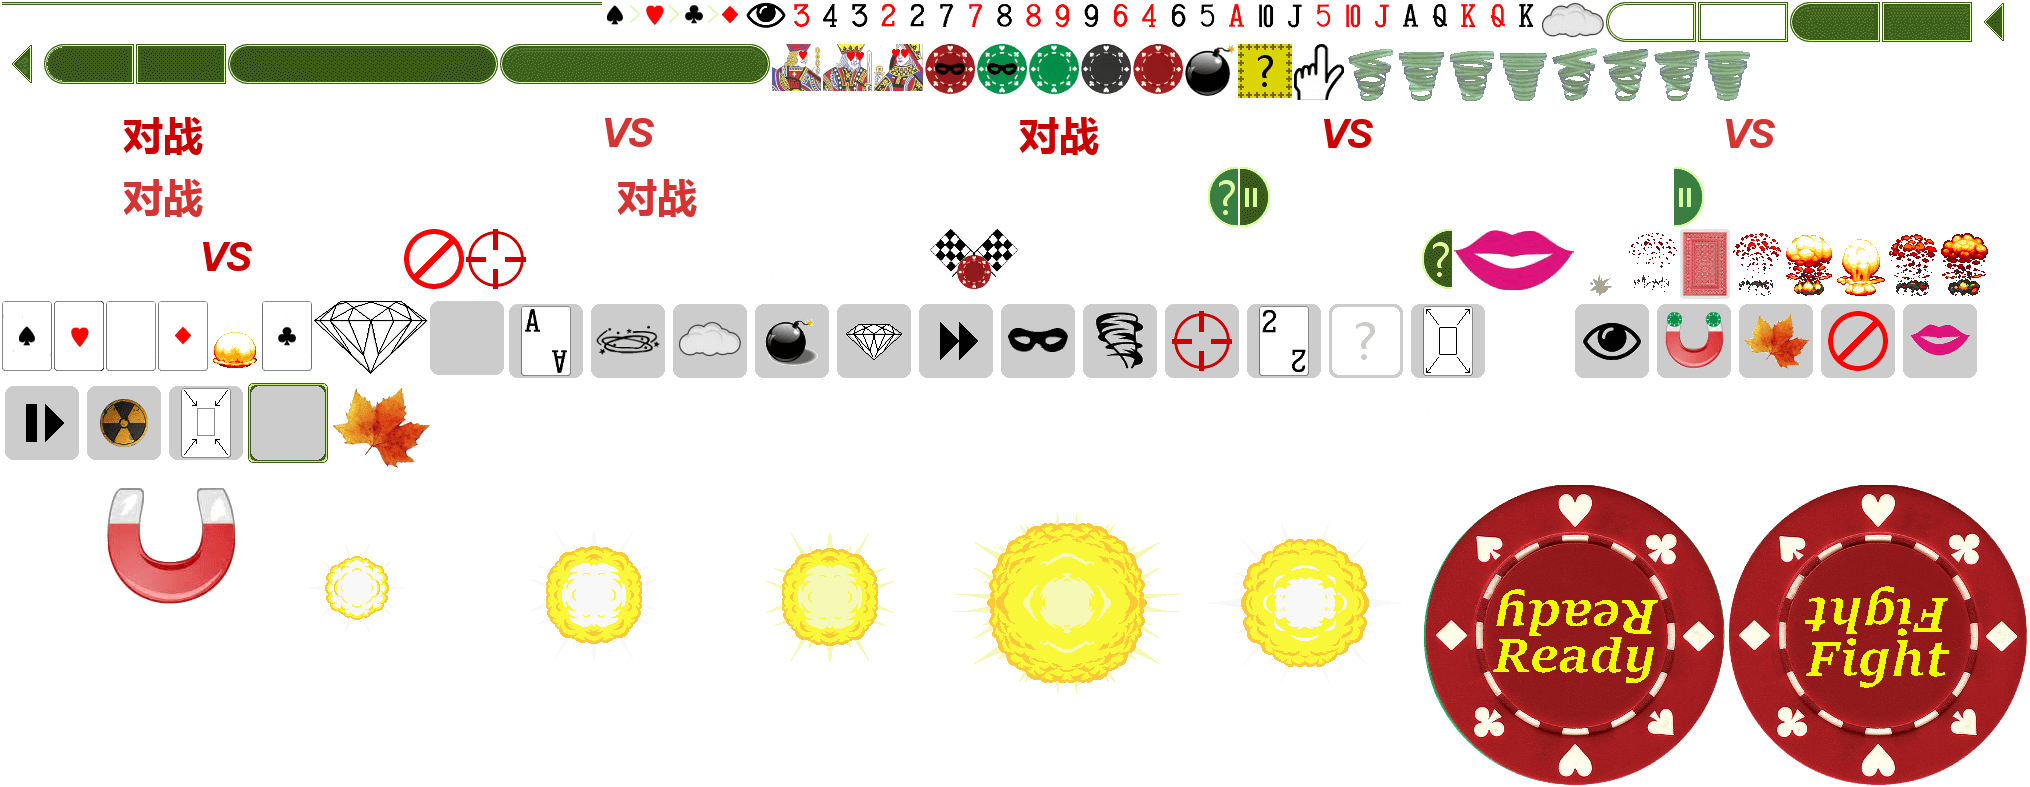 3 4 3 2 2 7 7 8 8 9 9 6 4 6 5 A 10 J 5 10 J A Q K Q K
?
对战 VS 对战 VS VS
对战 对战 ?
VS ?
A A 2 2 ?
Ready Fight
Ready Fight